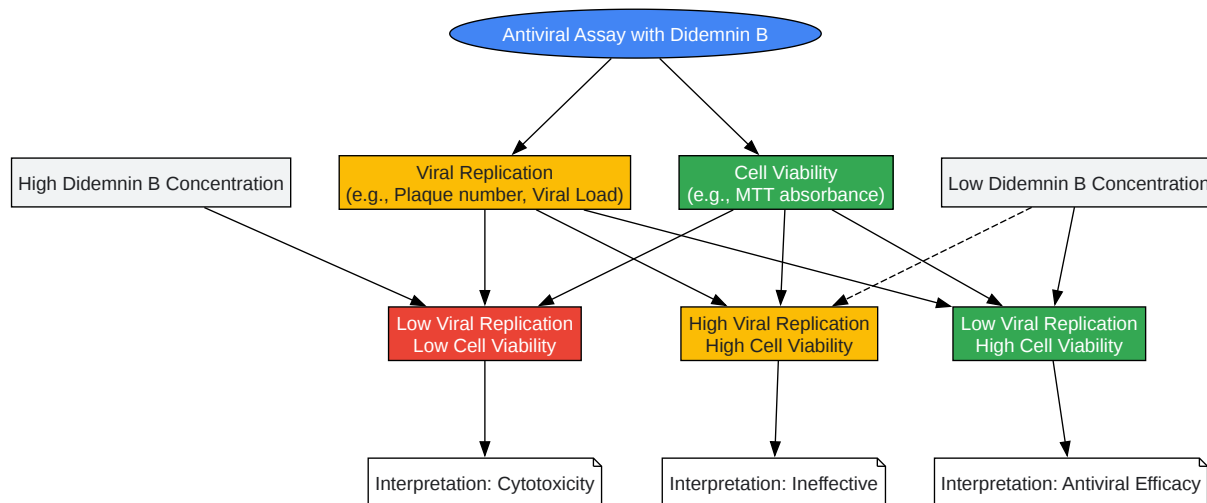 Antiviral Assay with Didemnin B
High Didemnin B Concentration
Viral Replication
(e.g., Plaque number, Viral Load)
Cell Viability
(e.g., MTT absorbance)
Low Didemnin B Concentration
Low Viral Replication
Low Cell Viability
High Viral Replication
High Cell Viability
Low Viral Replication
High Cell Viability
Interpretation: Cytotoxicity
Interpretation: Ineffective
Interpretation: Antiviral Efficacy